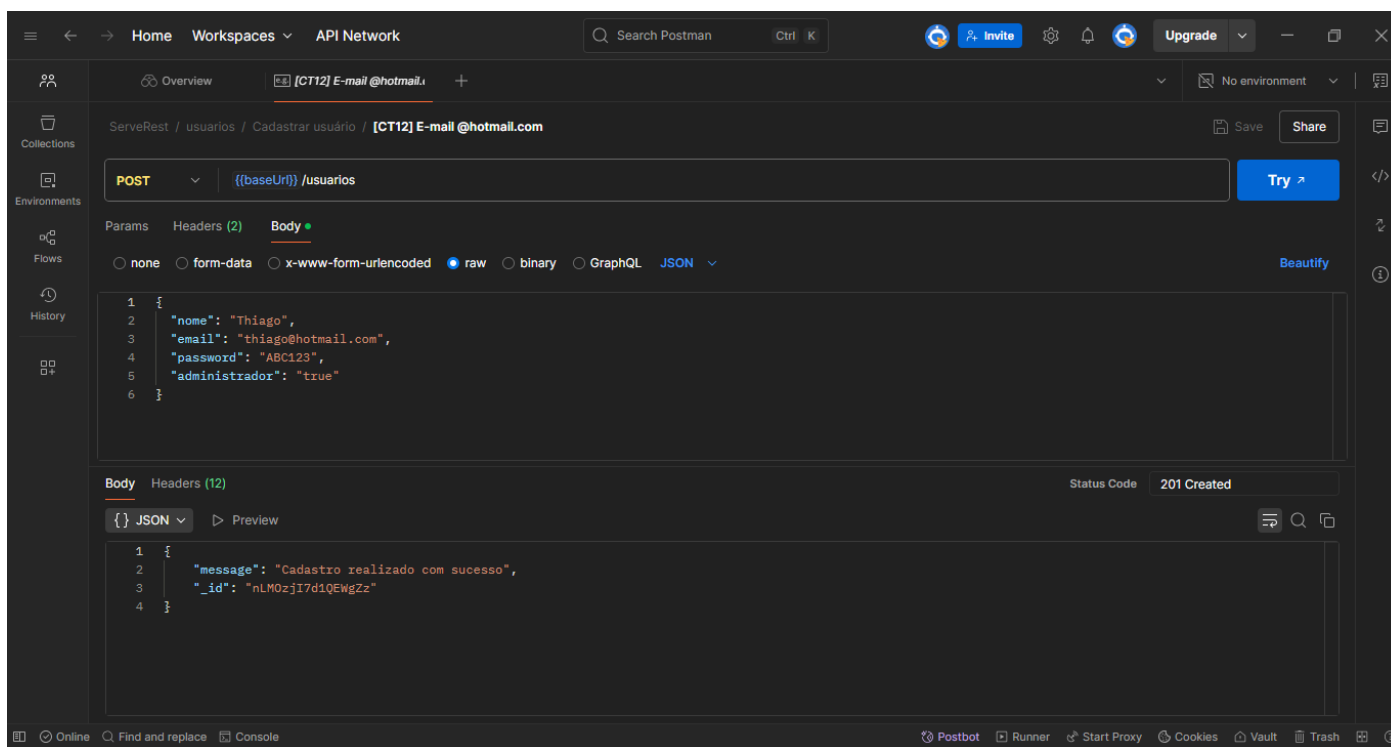 Home Workspaces API Network Search Postman Ctrl K Invite Upgrade
Overview [CT12] E-mail @hotmail. No environment
ServeRest / usuarios / Cadastrar usuário / [CT12] E-mail @hotmail.com Save Share
Collections
Environments
Flows
History
POST {{baseUrl}} /usuarios Try
Params Headers (2) Body
none form-data x-www-form-urlencoded raw binary GraphQL JSON Beautify
1 {
2 "nome": "Thiago",
3 "email": "thiago@hotmail.com",
4 "password": "ABC123",
5 "administrador": "true"
6 }
Body Headers (12) Status Code 201 Created
{} JSON Preview
1 {
2 "message": "Cadastro realizado com sucesso",
3 "_id": "nLMOzjI7d1QEWgZz"
4 }
Online Find and replace Console Postbot Runner Start Proxy Cookies Vault Trash